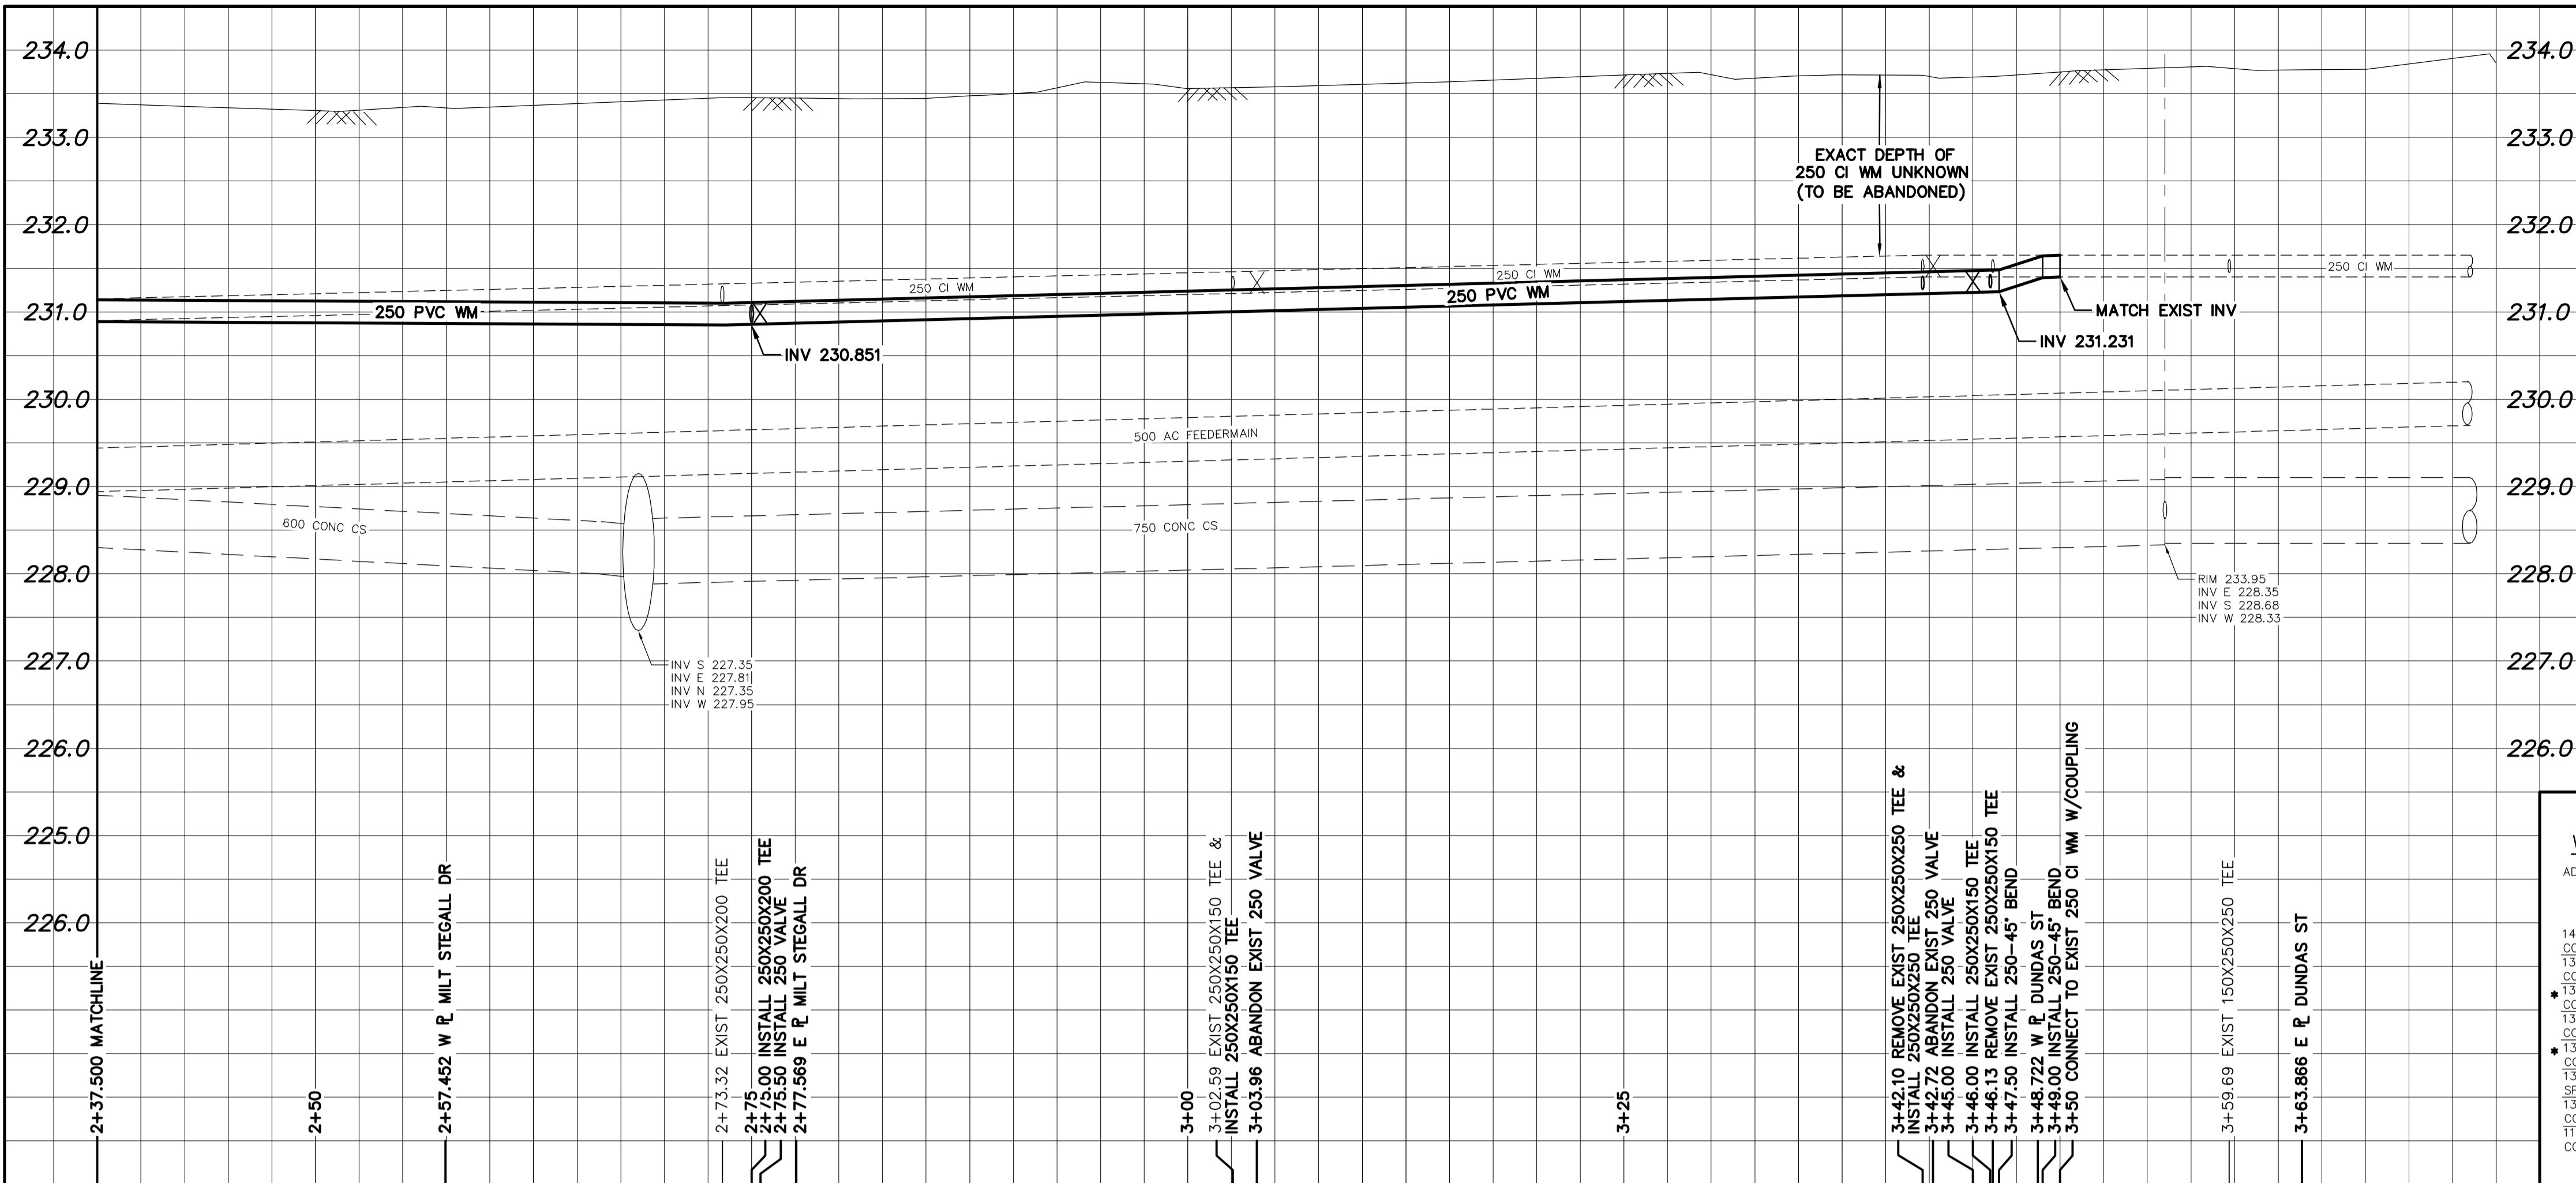 234.0
233.0
232.0
231.0
230.0
229.0
228.0
227.0
226.0
225.0
226.0
234.0
233.0
232.0
231.0
230.0
229.0
228.0
227.0
226.0
EXACT DEPTH OF
250 CI WM UNKNOWN
(TO BE ABANDONED)
250 PVC WM
250 CI WM
250 CI WM
250 PVC WM
250 CI WM
INV 230.851
MATCH EXIST INV
INV 231.231
500 AC FEEDERMAIN
600 CONC CS
750 CONC CS
INV S 227.35
INV E 227.81
INV N 227.35
INV W 227.95
RIM 233.95
INV E 228.35
INV S 228.68
INV W 228.33
2+37.500 MATCHLINE
2+50
2+57.452 W PL MILT STEGALL DR
2+73.32 EXIST 250X250X200 TEE
2+75
2+75.00 INSTALL 250X250X200 TEE
2+75.50 INSTALL 250 VALVE
2+77.569 E PL MILT STEGALL DR
3+00
3+02.59 EXIST 250X250X150 TEE &
INSTALL 250X250X150 TEE
3+03.96 ABANDON EXIST 250 VALVE
3+25
3+42.10 REMOVE EXIST 250X250X250 TEE &
INSTALL 250X250X250 TEE
3+42.72 ABANDON EXIST 250 VALVE
3+45.00 INSTALL 250 VALVE
3+46.00 INSTALL 250X250X150 TEE
3+46.13 REMOVE EXIST 250X250X150 TEE
3+47.50 INSTALL 250-45° BEND
3+48.722 W PL DUNDAS ST
3+49.00 INSTALL 250-45° BEND
3+50 CONNECT TO EXIST 250 CI WM W/COUPLING
3+59.69 EXIST 150X250X250 TEE
3+63.866 E PL DUNDAS ST